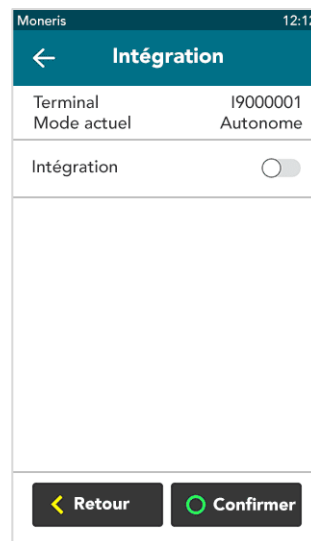 Moneris 12:12
Intégration
Terminal I9000001
Mode actuel Autonome
Intégration
Retour Confirmer